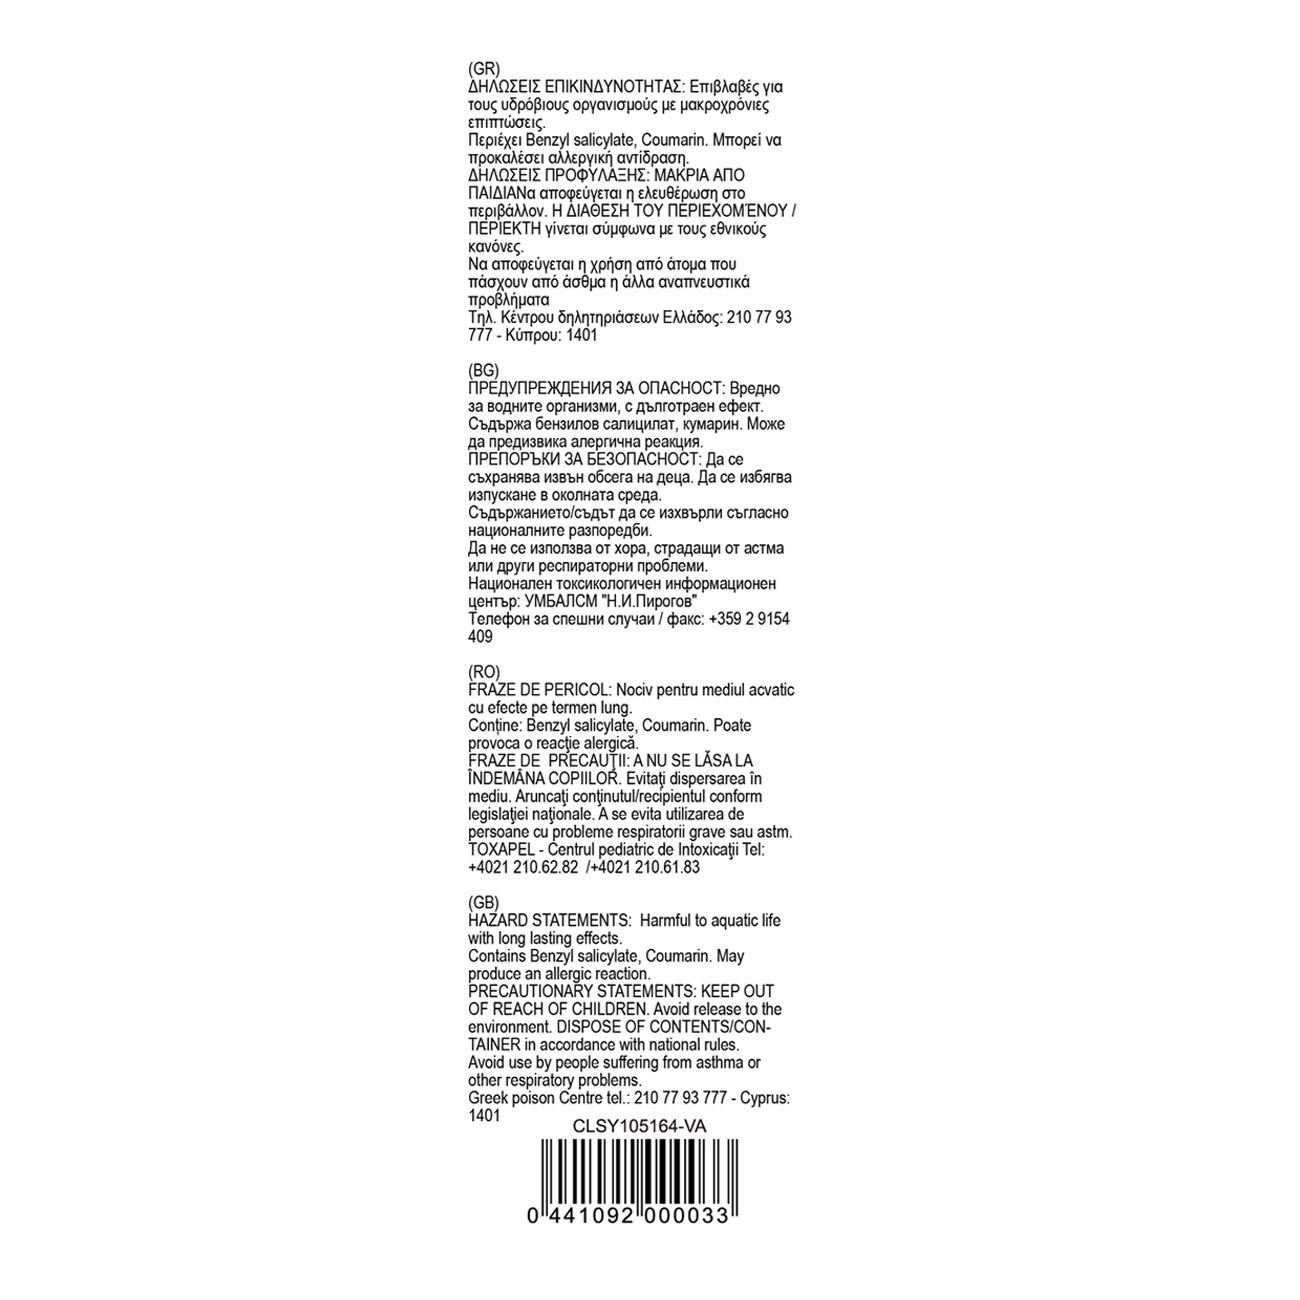 (GR)
ΔΗΛΩΣΕΙΣ ΕΠΙΚΙΝΔΥΝΟΤΗΤΑΣ: Επιβλαβές για
τους υδρόβιους οργανισμούς με μακροχρόνιες
επιπτώσεις.
Περιέχει Benzyl salicylate, Coumarin. Μπορεί να
προκαλέσει αλλεργική αντίδραση.
ΔΗΛΩΣΕΙΣ ΠΡΟΦΥΛΑΞΗΣ: ΜΑΚΡΙΑ ΑΠΟ
ΠΑΙΔΙΑΝα αποφεύγεται η ελευθέρωση στο
περιβάλλον. Η ΔΙΑΘΕΣΗ ΤΟΥ ΠΕΡΙΕΧΟΜΈΝΟΥ /
ΠΕΡΙΕΚΤΗ γίνεται σύμφωνα με τους εθνικούς
κανόνες.
Να αποφεύγεται η χρήση από άτομα που
πάσχουν από άσθμα η άλλα αναπνευστικά
προβλήματα
Τηλ. Κέντρου δηλητηριάσεων Ελλάδος: 210 77 93
777 - Κύπρου: 1401
(BG)
ПРЕДУПРЕЖДЕНИЯ ЗА ОПАСНОСТ: Вредно
за водните организми, с дълготраен ефект.
Съдържа бензилов салицилат, кумарин. Може
да предизвика алергична реакция.
ПРЕПОРЪКИ ЗА БЕЗОПАСНОСТ: Да се
съхранява извън обсега на деца. Да се избягва
изпускане в околната среда.
Съдържанието/съдът да се изхвърли съгласно
националните разпоредби.
Да не се използва от хора, страдащи от астма
или други респираторни проблеми.
Национален токсикологичен информационен
център: УМБАЛСМ "Н.И.Пирогов"
Телефон за спешни случаи / факс: +359 2 9154
409
(RO)
FRAZE DE PERICOL: Nociv pentru mediul acvatic
cu efecte pe termen lung.
Conține: Benzyl salicylate, Coumarin. Poate
provoca o reacţie alergică.
FRAZE DE  PRECAUŢII: A NU SE LĂSA LA
ÎNDEMÂNA COPIILOR. Evitaţi dispersarea în
mediu. Aruncaţi conţinutul/recipientul conform
legislaţiei naţionale. A se evita utilizarea de
persoane cu probleme respiratorii grave sau astm.
TOXAPEL - Centrul pediatric de Intoxicaţii Tel:
+4021 210.62.82  /+4021 210.61.83
(GB)
HAZARD STATEMENTS:  Harmful to aquatic life
with long lasting effects.
Contains Benzyl salicylate, Coumarin. May
produce an allergic reaction.
PRECAUTIONARY STATEMENTS: KEEP OUT
OF REACH OF CHILDREN. Avoid release to the
environment. DISPOSE OF CONTENTS/CON-
TAINER in accordance with national rules.
Avoid use by people suffering from asthma or
other respiratory problems.
Greek poison Centre tel.: 210 77 93 777 - Cyprus:
1401
CLSY105164-VA
0 441092 000033